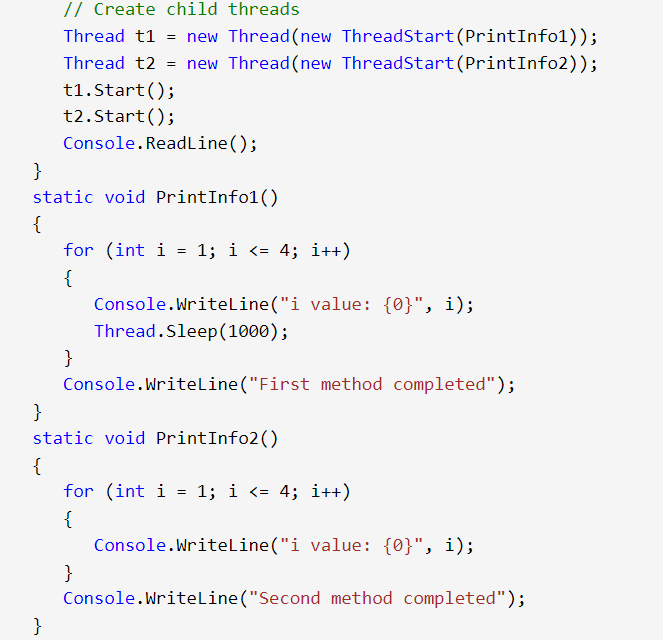 // Create child threads
Thread t1 = new Thread(new ThreadStart(PrintInfo1));
Thread t2 = new Thread(new ThreadStart(PrintInfo2));
t1.Start();
t2.Start();
Console.ReadLine();
}
static void PrintInfo1()
{
for (int i = 1; i <= 4; i++)
{
Console.WriteLine("i value: {0}", i);
Thread.Sleep(1000);
}
Console.WriteLine("First method completed");
}
static void PrintInfo2()
{
for (int i = 1; i <= 4; i++)
{
Console.WriteLine("i value: {0}", i);
}
Console.WriteLine("Second method completed");
}